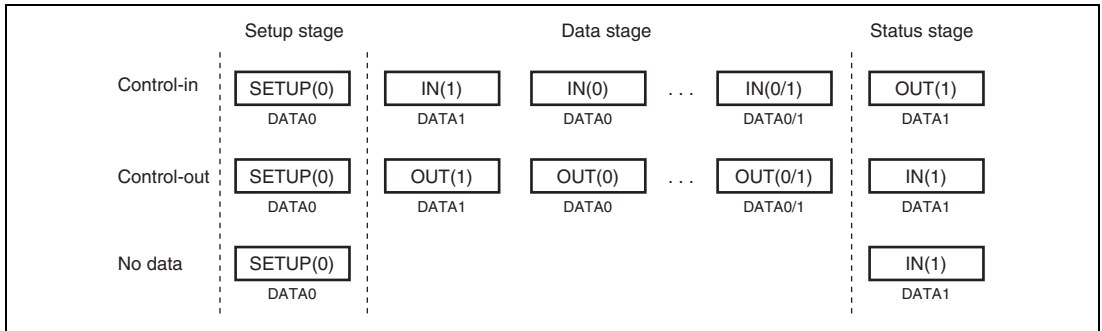 Setup stage Data stage Status stage
Control-in SETUP(0) IN(1) IN(0) . . . IN(0/1) OUT(1)
DATA0 DATA1 DATA0 DATA0/1 DATA1
Control-out SETUP(0) OUT(1) OUT(0) . . . OUT(0/1) IN(1)
DATA0 DATA1 DATA0 DATA0/1 DATA1
No data SETUP(0) IN(1)
DATA0 DATA1